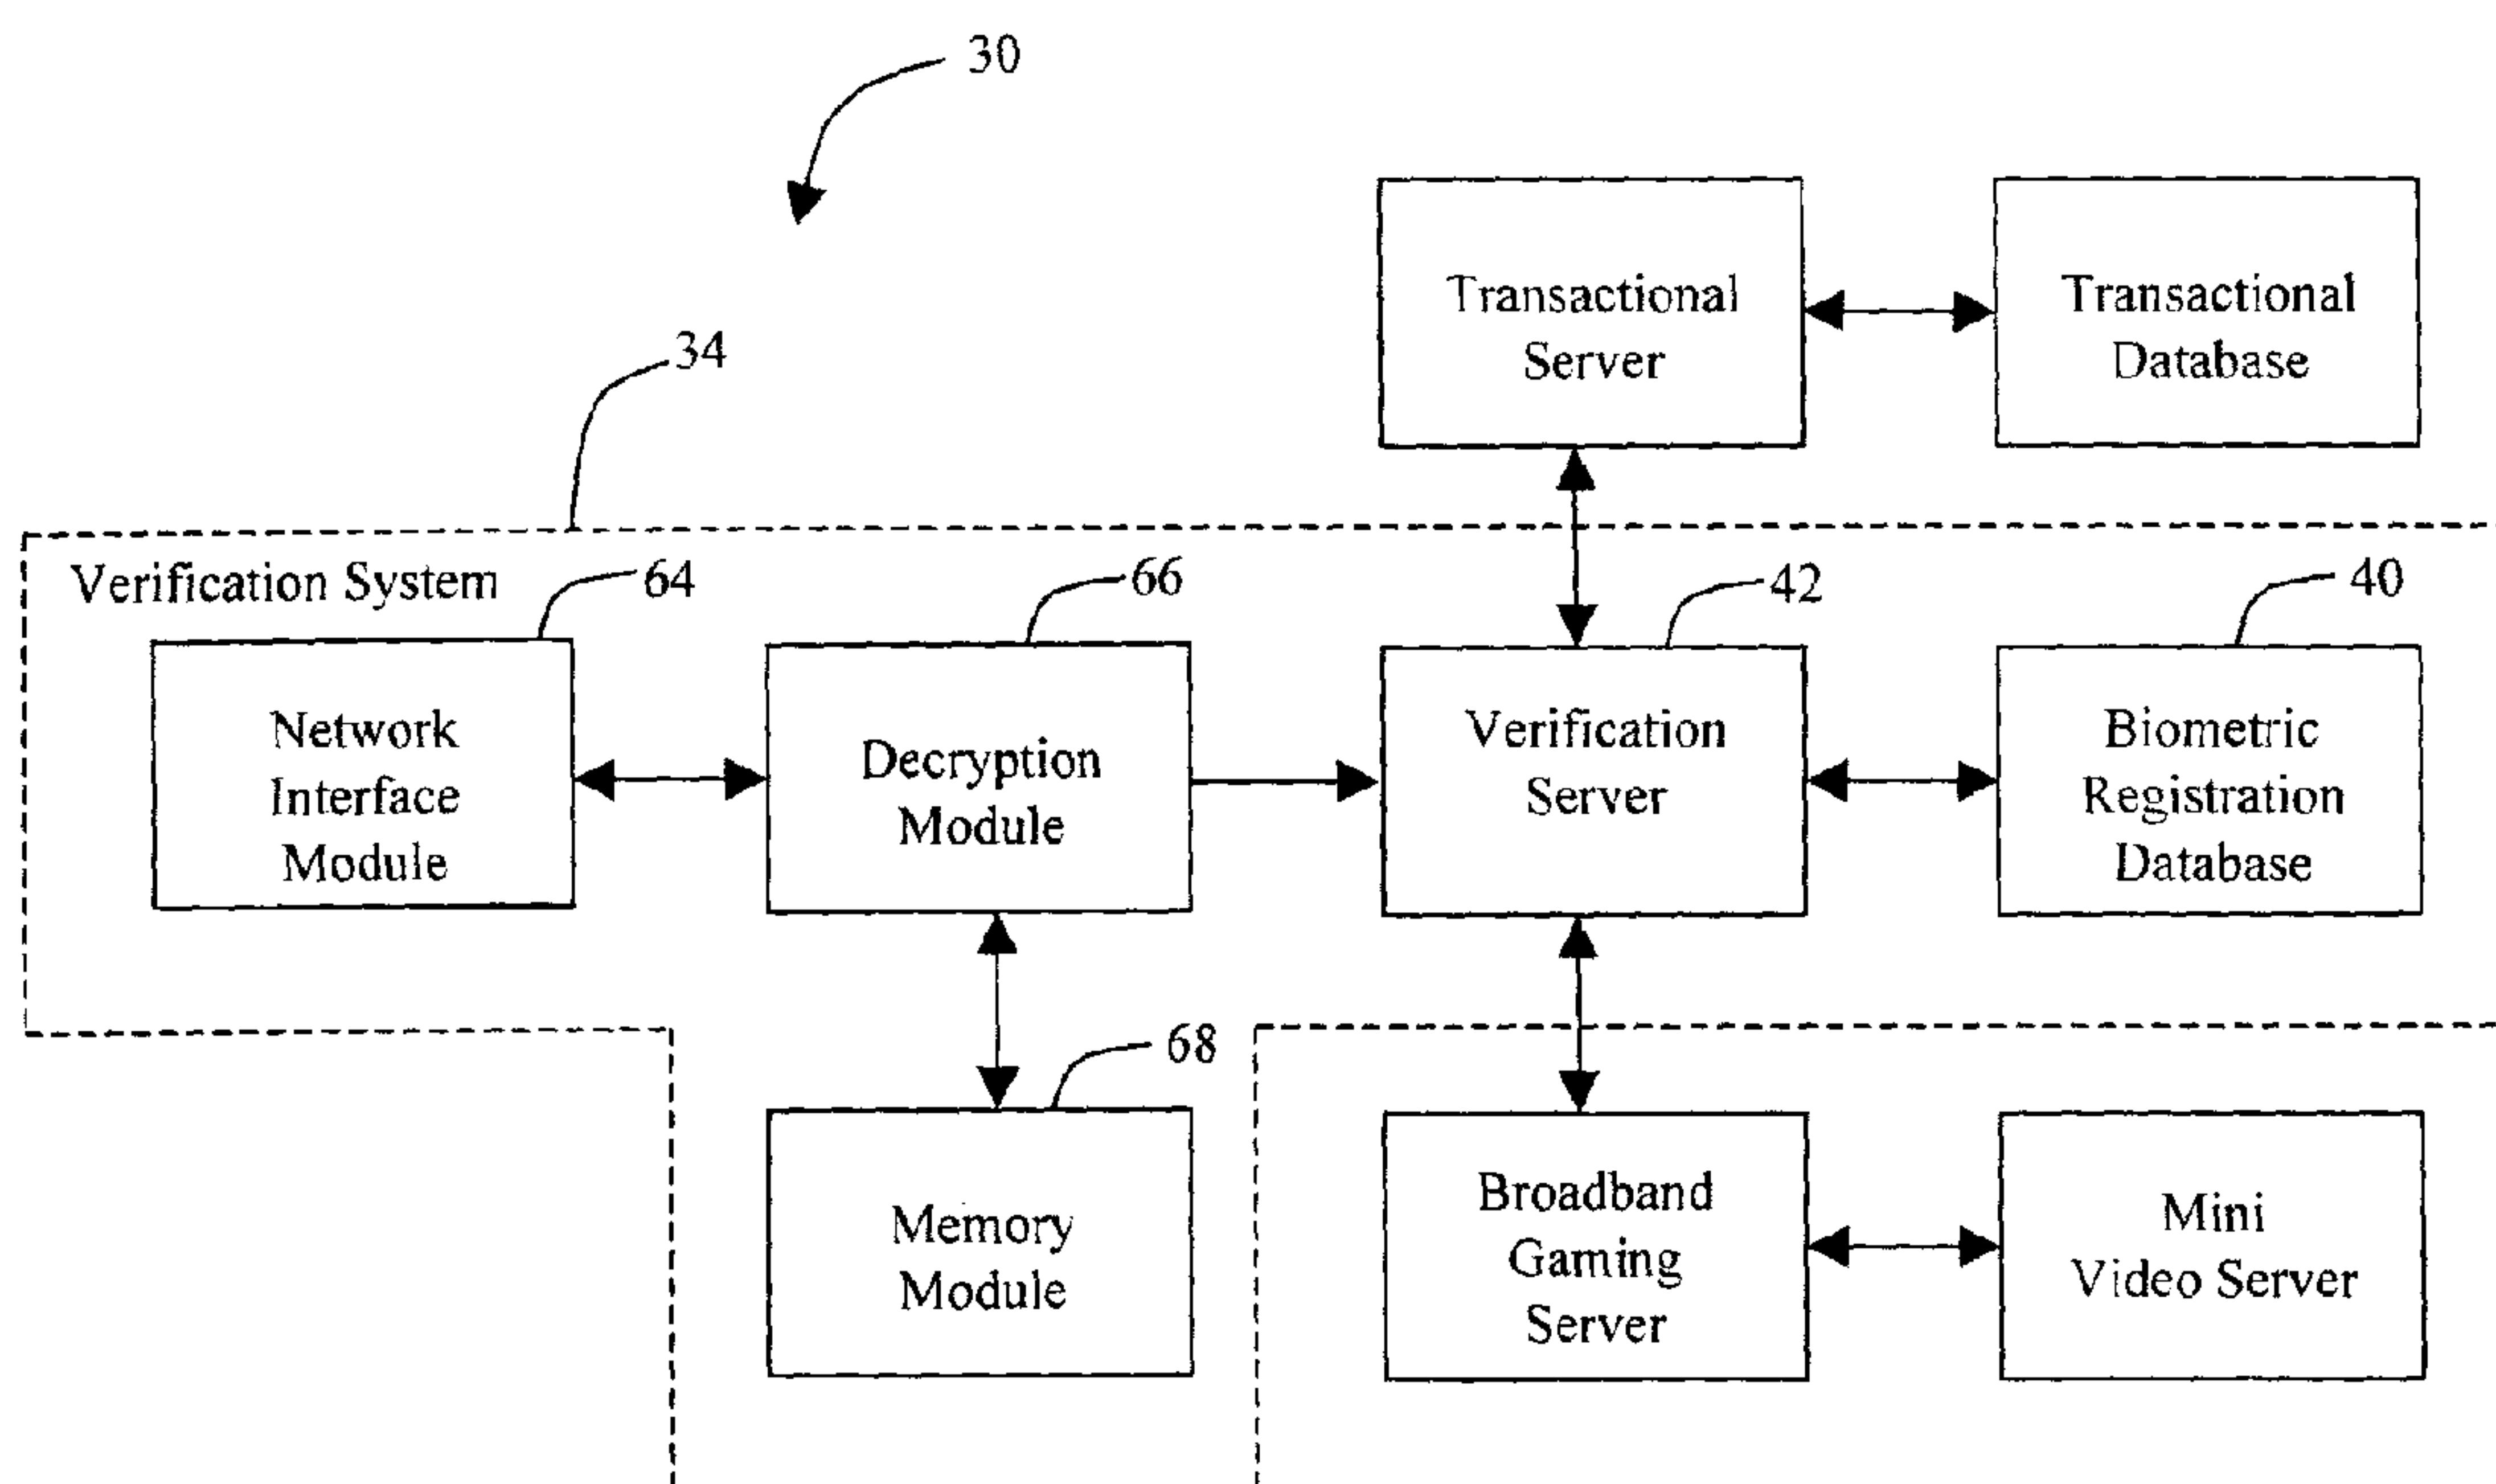 30
Transactional
Server
Transactional
Database
34
Verification System
64
66
42
40
Network
Interface
Module
Decryption
Module
Verification
Server
Biometric
Registration
Database
68
Memory
Module
Broadband
Gaming
Server
Mini
Video Server